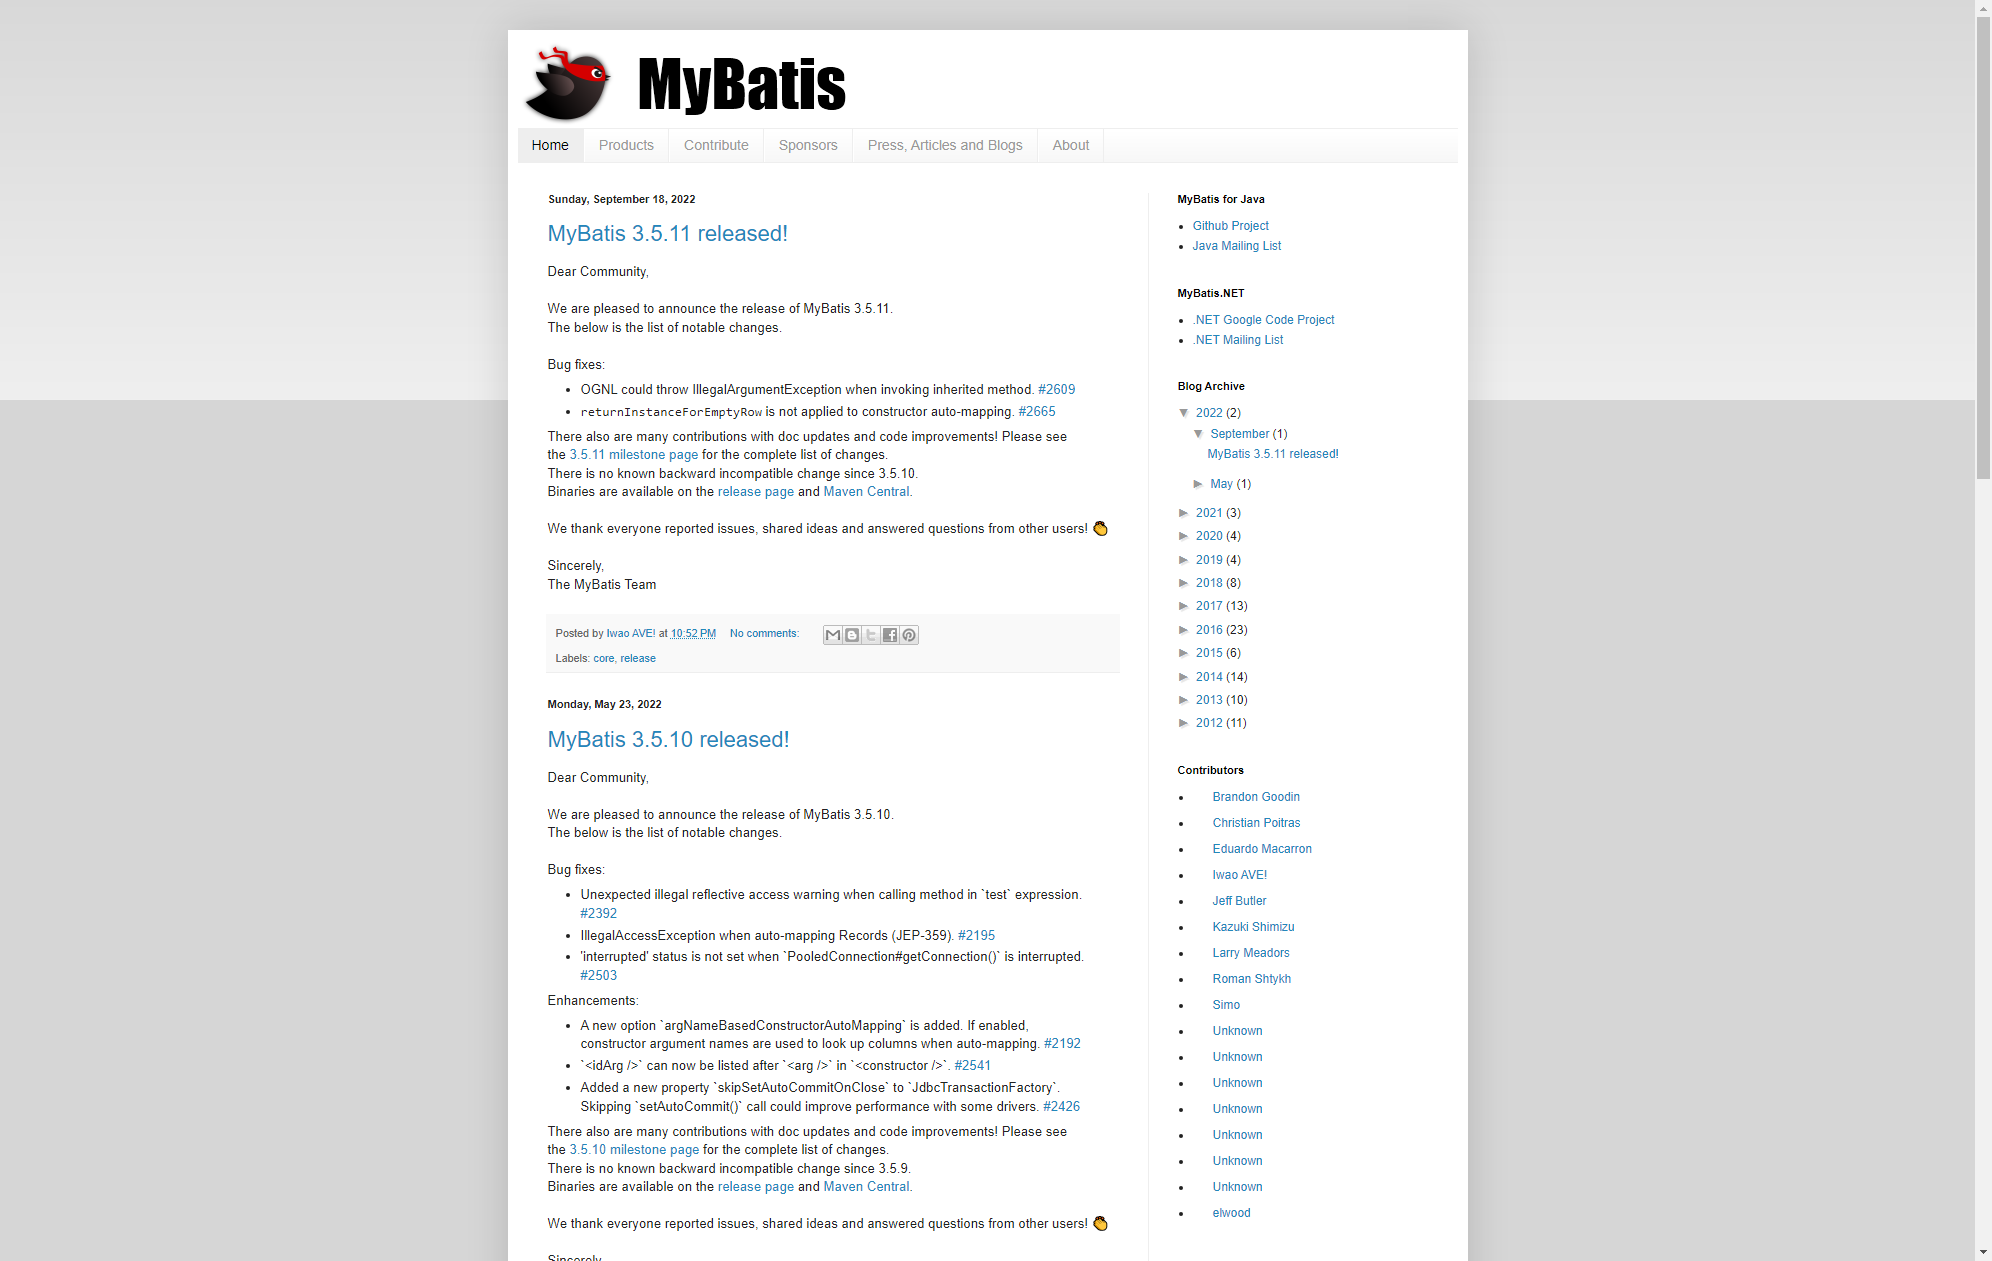 MyBatis
Home
Products
Contribute
Sponsors
Press, Articles and Blogs
About
Sunday, September 18, 2022
MyBatis 3.5.11 released!
Dear Community,
We are pleased to announce the release of MyBatis 3.5.11.
The below is the list of notable changes.
Bug fixes:
OGNL could throw IllegalArgumentException when invoking inherited method. #2609
returnInstanceForEmptyRow is not applied to constructor auto-mapping. #2665
There also are many contributions with doc updates and code improvements! Please see
the 3.5.11 milestone page for the complete list of changes.
There is no known backward incompatible change since 3.5.10.
Binaries are available on the release page and Maven Central.
We thank everyone reported issues, shared ideas and answered questions from other users! 👏
Sincerely,
The MyBatis Team
Posted by Iwao AVE! at 10:52 PM No comments:
Labels: core, release
Monday, May 23, 2022
MyBatis 3.5.10 released!
Dear Community,
We are pleased to announce the release of MyBatis 3.5.10.
The below is the list of notable changes.
Bug fixes:
Unexpected illegal reflective access warning when calling method in `test` expression.
#2392
IllegalAccessException when auto-mapping Records (JEP-359). #2195
'interrupted' status is not set when `PooledConnection#getConnection()` is interrupted.
#2503
Enhancements:
A new option `argNameBasedConstructorAutoMapping` is added. If enabled,
constructor argument names are used to look up columns when auto-mapping. #2192
`<idArg />` can now be listed after `<arg />` in `<constructor />`. #2541
Added a new property `skipSetAutoCommitOnClose` to `JdbcTransactionFactory`.
Skipping `setAutoCommit()` call could improve performance with some drivers. #2426
There also are many contributions with doc updates and code improvements! Please see
the 3.5.10 milestone page for the complete list of changes.
There is no known backward incompatible change since 3.5.9.
Binaries are available on the release page and Maven Central.
We thank everyone reported issues, shared ideas and answered questions from other users! 👏
Sincerely,
MyBatis for Java
Github Project
Java Mailing List
MyBatis.NET
.NET Google Code Project
.NET Mailing List
Blog Archive
▼ 2022 (2)
▼ September (1)
MyBatis 3.5.11 released!
► May (1)
► 2021 (3)
► 2020 (4)
► 2019 (4)
► 2018 (8)
► 2017 (13)
► 2016 (23)
► 2015 (6)
► 2014 (14)
► 2013 (10)
► 2012 (11)
Contributors
Brandon Goodin
Christian Poitras
Eduardo Macarron
Iwao AVE!
Jeff Butler
Kazuki Shimizu
Larry Meadors
Roman Shtykh
Simo
Unknown
Unknown
Unknown
Unknown
Unknown
Unknown
Unknown
elwood